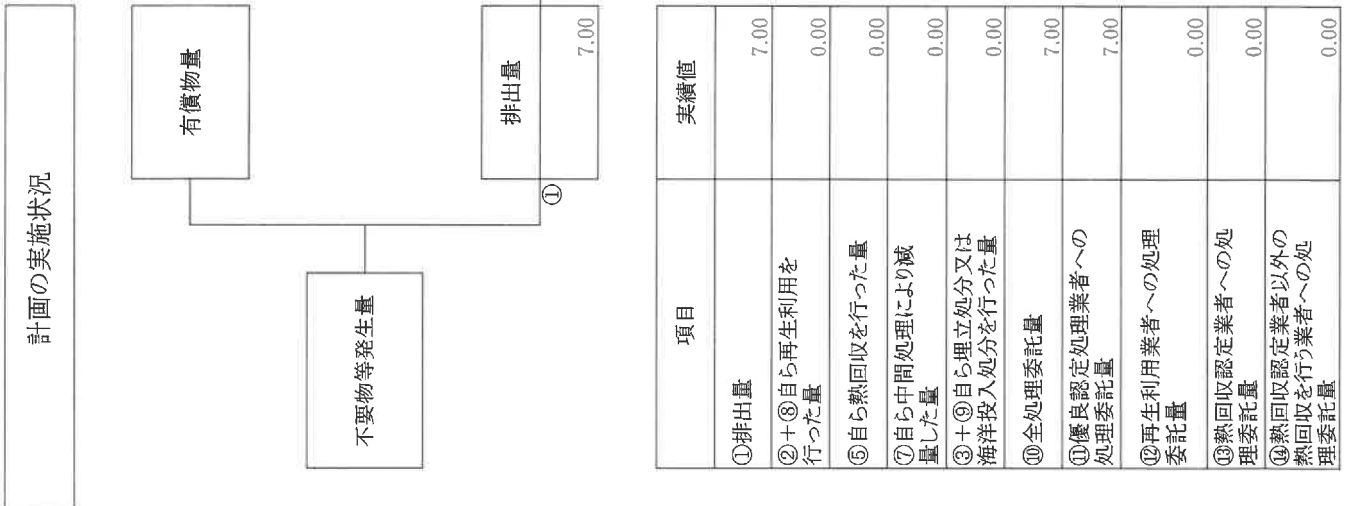 計画の実施状況
有償物量
不要物等発生量
排出量
①
7.00
項目
実績値
①排出量
7.00
②+⑧自ら再生利用を
行った量
0.00
⑤自ら熱回収を行った量
0.00
⑦自ら中間処理により減
量した量
0.00
③+⑨自ら埋立処分又は
海洋投入処分を行った量
0.00
⑩全処理委託量
7.00
⑪優良認定処理業者への
処理委託量
7.00
⑫再生利用業者への処理
委託量
0.00
⑬熱回収認定業者への処
理委託量
0.00
⑭熱回収認定業者以外の
熱回収を行う業者への処
理委託量
0.00